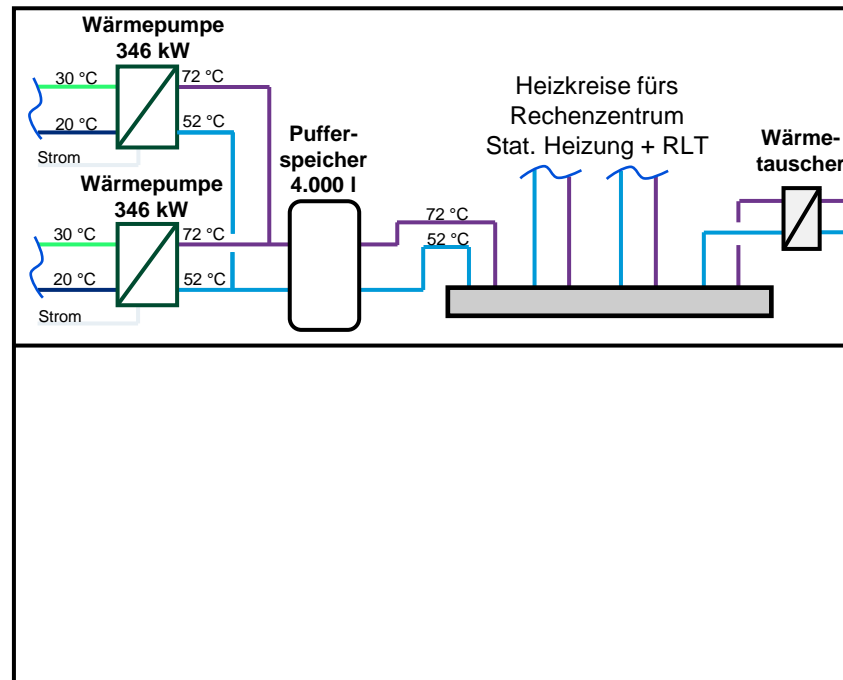 Wärmepumpe
346 kW
30 °C
72 °C
20 °C
52 °C
Strom
Wärmepumpe
346 kW
30 °C
72 °C
20 °C
52 °C
Strom
Puffer-
speicher
4.000 l
72 °C
52 °C
Heizkreise fürs
Rechenzentrum
Stat. Heizung + RLT
Wärme-
tauscher